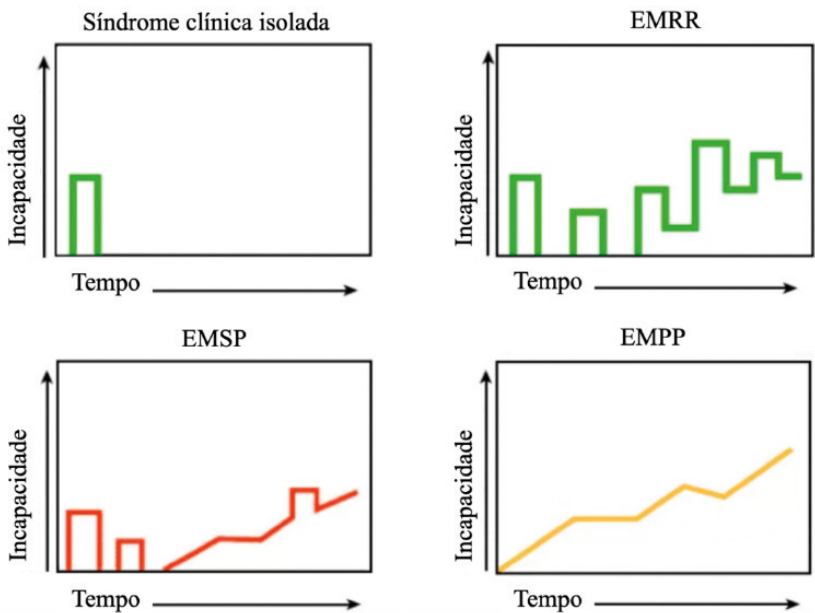 Síndrome clínica isolada
Incapacidade
Tempo
EMRR
Incapacidade
Tempo
EMSP
Incapacidade
Tempo
EMPP
Incapacidade
Tempo